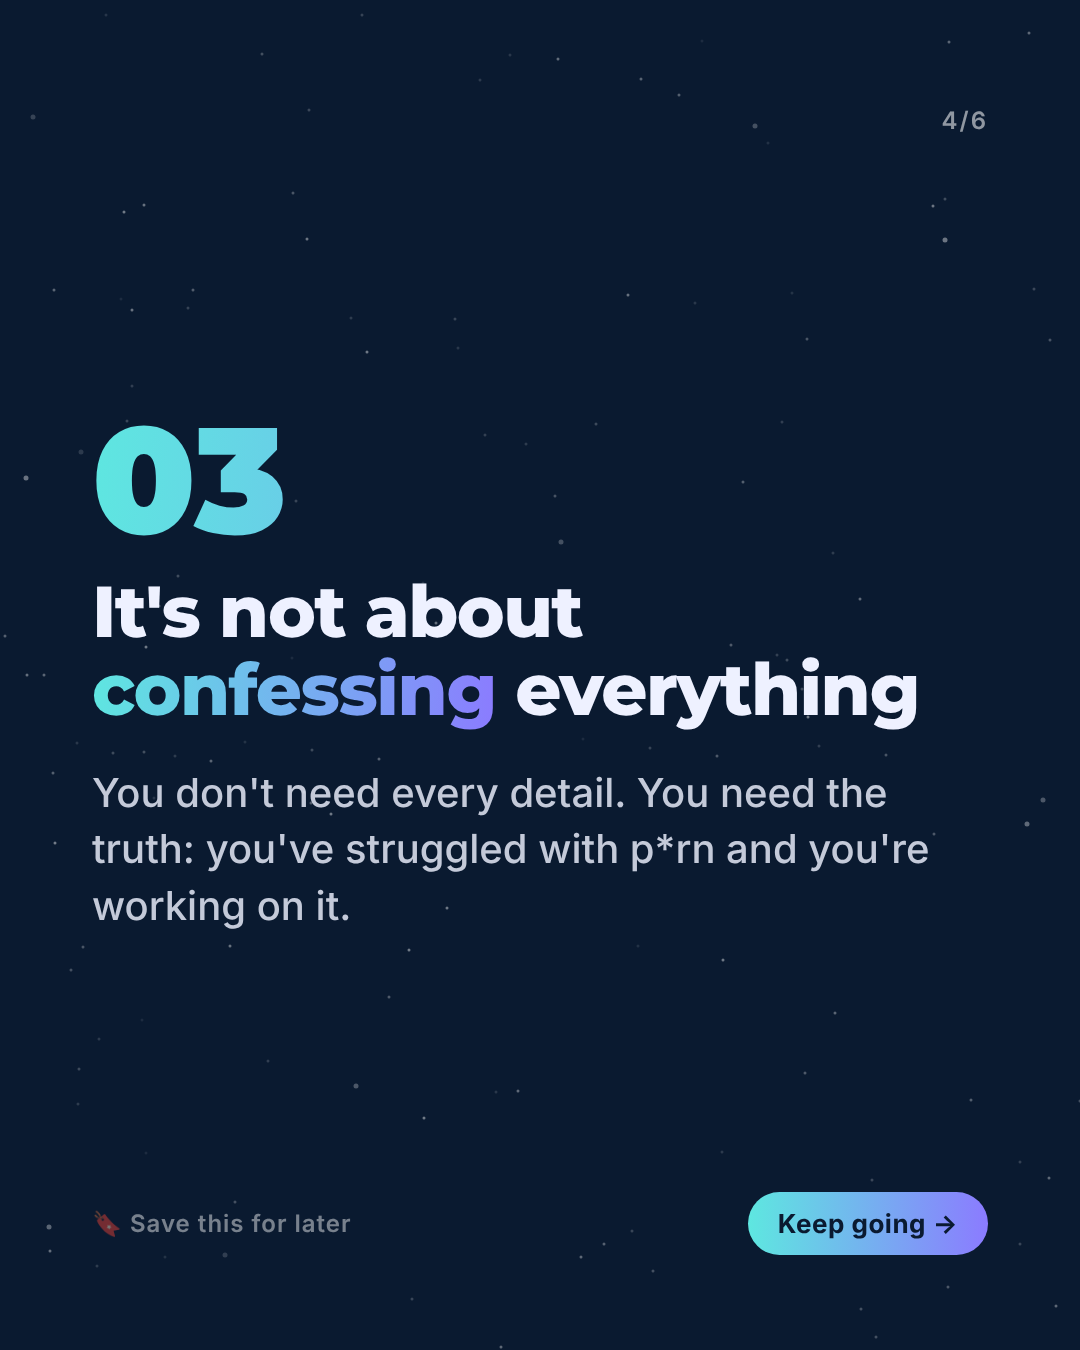 4/6
03
It's not about
confessing everything
You don't need every detail. You need the
truth: you've struggled with p*rn and you're
working on it.
🔖 Save this for later
Keep going →